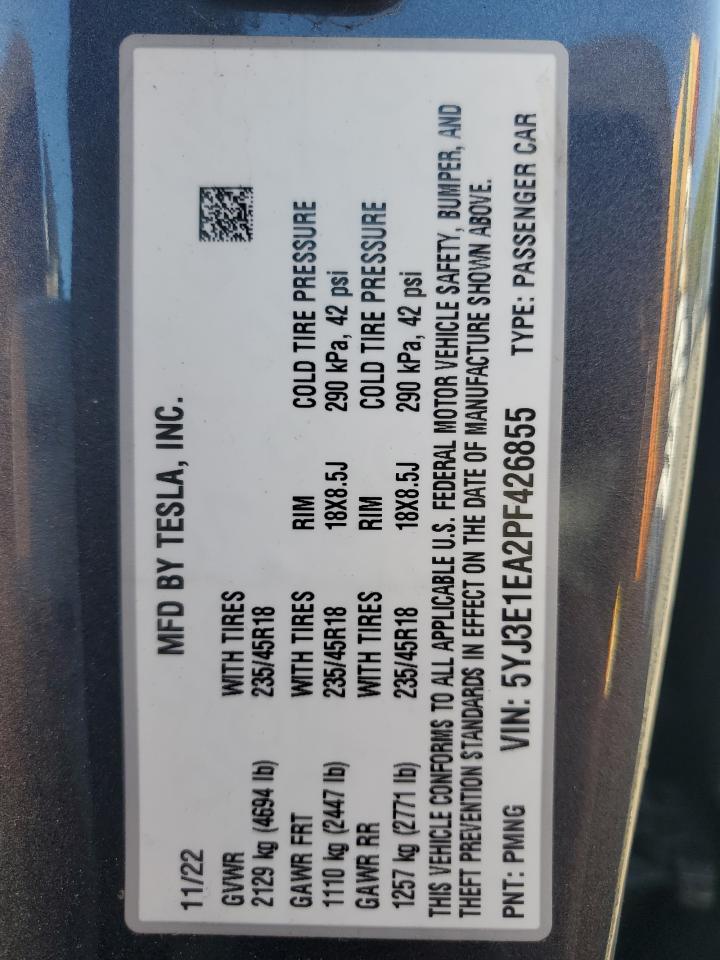 11/22 MFD BY TESLA, INC.
GVWR WITH TIRES
2129 kg (4694 lb) 235/45R18
GAWR FRT WITH TIRES RIM COLD TIRE PRESSURE
1110 kg (2447 lb) 235/45R18 18X8.5J 290 kPa, 42 psi
GAWR RR WITH TIRES RIM COLD TIRE PRESSURE
1257 kg (2771 lb) 235/45R18 18X8.5J 290 kPa, 42 psi
THIS VEHICLE CONFORMS TO ALL APPLICABLE U.S. FEDERAL MOTOR VEHICLE SAFETY, BUMPER, AND
THEFT PREVENTION STANDARDS IN EFFECT ON THE DATE OF MANUFACTURE SHOWN ABOVE.
PNT: PMNG VIN: 5YJ3E1EA2PF426855 TYPE: PASSENGER CAR